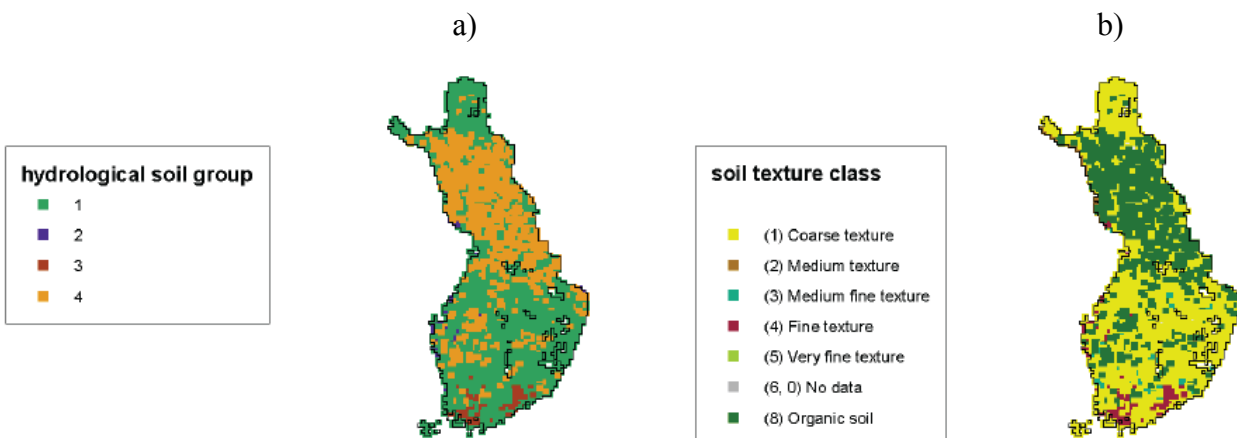 a)
b)
hydrological soil group
1
2
3
4
soil texture class
(1) Coarse texture
(2) Medium texture
(3) Medium fine texture
(4) Fine texture
(5) Very fine texture
(6, 0) No data
(8) Organic soil